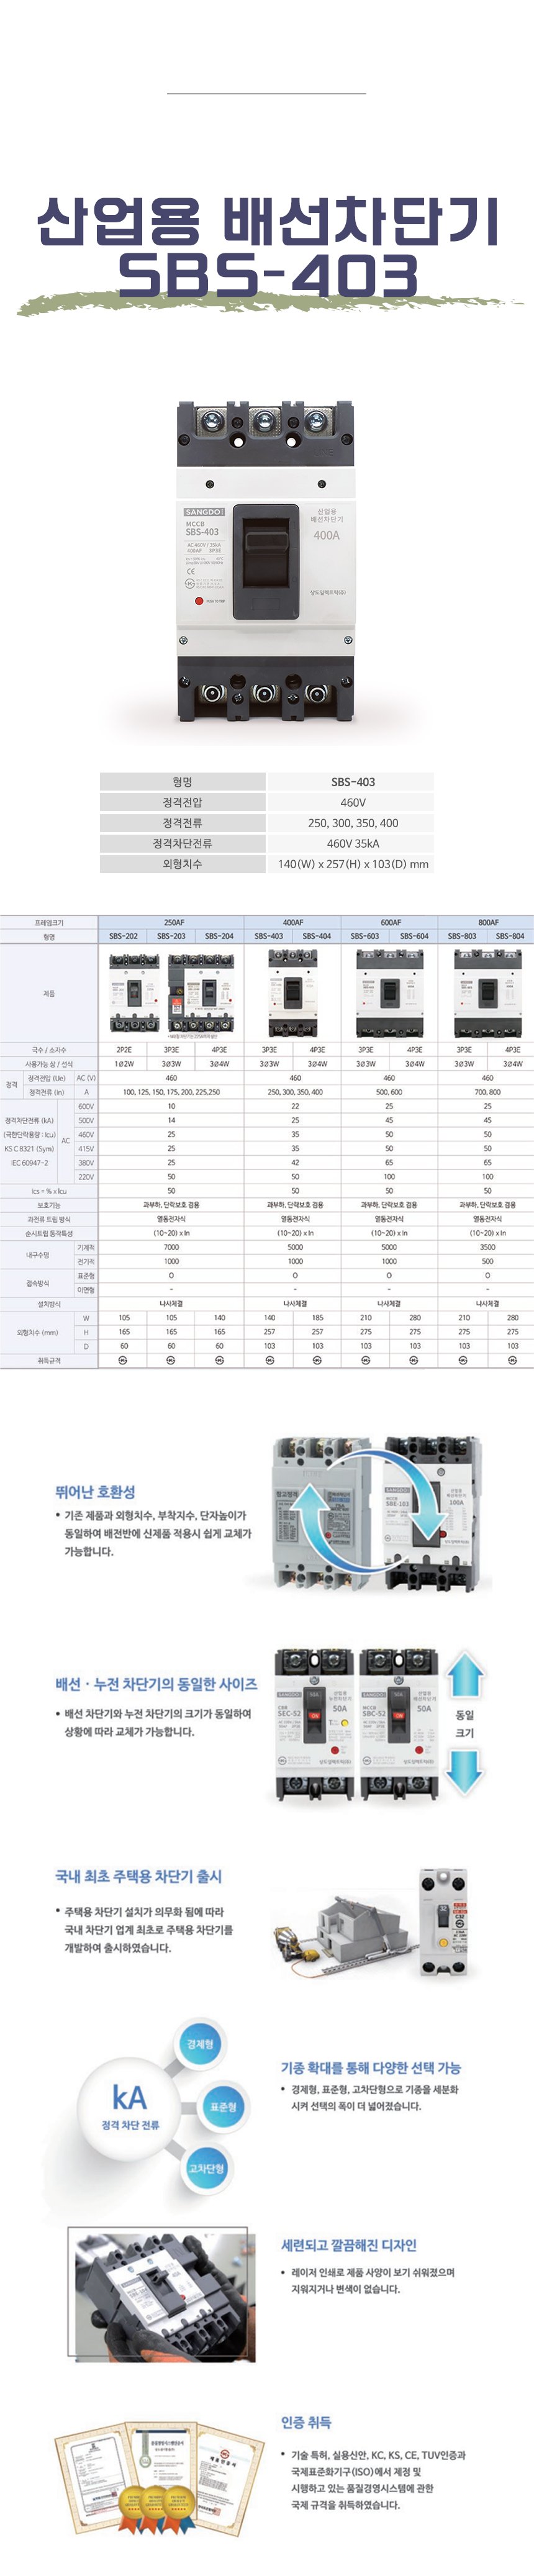 산업용 배선차단기
SBS-403
SANGDO
MCCB
SBS-403
산업용
배선차단기
400A
상도일렉트릭(주)
형명 SBS-403
정격전압 460V
정격전류 250, 300, 350, 400
정격차단전류 460V 35kA
외형치수 140(W) x 257(H) x 103(D) mm
프레임크기 250AF 400AF 600AF 800AF
형명 SBS-202 SBS-203 SBS-204 SBS-403 SBS-404 SBS-603 SBS-604 SBS-803 SBS-804
제품
극수 / 소자수 2P2E 3P3E 4P3E 3P3E 4P3E 3P3E 4P3E 3P3E 4P3E
사용가능 상 / 선식 1Ø2W 3Ø3W 3Ø4W 3Ø3W 3Ø4W 3Ø3W 3Ø4W 3Ø3W 3Ø4W
정격 정격전압 (Ue) AC (V) 460 460 460 460
정격전류 (In) A 100, 125, 150, 175, 200, 225,250 250, 300, 350, 400 500, 600 700, 800
정격차단전류 (kA)
(극한단락용량 : Icu)
KS C 8321 (Sym)
IEC 60947-2
AC
600V 10 22 25 25
500V 14 25 45 45
460V 25 35 50 50
415V 25 35 50 50
380V 25 42 65 65
220V 50 50 100 100
Ics = % x Icu 50 50 50 50
보호기능 과부하, 단락보호 겸용 과부하, 단락보호 겸용 과부하, 단락보호 겸용 과부하, 단락보호 겸용
과전류 트립 방식 열동전자식 열동전자식 열동전자식 열동전자식
순시트립 동작특성 (10~20) x In (10~20) x In (10~20) x In (10~20) x In
내구수명 기계적 7000 5000 5000 3500
전기적 1000 1000 1000 500
접속방식 표준형 O O O O
이면형 - - - -
설치방식 나사체결 나사체결 나사체결 나사체결
외형치수 (mm) W 105 105 140 140 185 210 280 210 280
H 165 165 165 257 257 275 275 275 275
D 60 60 60 103 103 103 103 103 103
취득규격
뛰어난 호환성
• 기존 제품과 외형치수, 부착치수, 단자높이가
동일하여 배전반에 신제품 적용시 쉽게 교체가
가능합니다.
SANGDO
MCCB
SBE-103
100A
배선 · 누전 차단기의 동일한 사이즈
• 배선 차단기와 누전 차단기의 크기가 동일하여
상황에 따라 교체가 가능합니다.
SEC-52
50A
SBC-52
50A
동일
크기
국내 최초 주택용 차단기 출시
• 주택용 차단기 설치가 의무화 됨에 따라
국내 차단기 업계 최초로 주택용 차단기를
개발하여 출시하였습니다.
kA
정격 차단 전류
경제형
표준형
고차단형
기종 확대를 통해 다양한 선택 가능
• 경제형, 표준형, 고차단형으로 기종을 세분화
시켜 선택의 폭이 더 넓어졌습니다.
세련되고 깔끔해진 디자인
• 레이저 인쇄로 제품 사양이 보기 쉬워졌으며
지워지거나 변색이 없습니다.
인증 취득
• 기술 특허, 실용신안, KC, KS, CE, TUV인증과
국제표준화기구(ISO)에서 제정 및
시행하고 있는 품질경영시스템에 관한
국제 규격을 취득하였습니다.